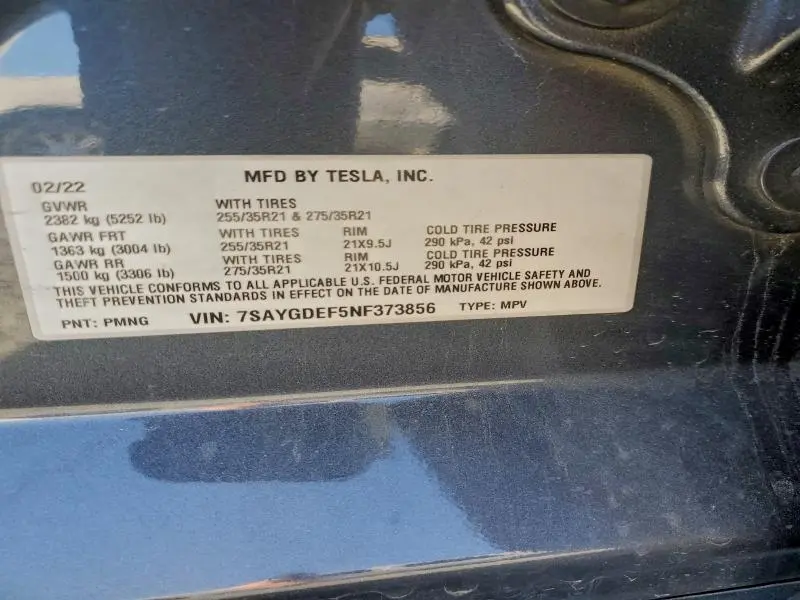 02/22 MFD BY TESLA, INC.
GVWR WITH TIRES
2382 kg (5252 lb) 255/35R21 & 275/35R21
GAWR FRT WITH TIRES RIM COLD TIRE PRESSURE
1363 kg (3004 lb) 255/35R21 21X9.5J 290 kPa, 42 psi
GAWR RR WITH TIRES RIM COLD TIRE PRESSURE
1500 kg (3306 lb) 275/35R21 21X10.5J 290 kPa, 42 psi
THIS VEHICLE CONFORMS TO ALL APPLICABLE U.S. FEDERAL MOTOR VEHICLE SAFETY AND
THEFT PREVENTION STANDARDS IN EFFECT ON THE DATE OF MANUFACTURE SHOWN ABOVE.
PNT: PMNG VIN: 7SAYGDEF5NF373856 TYPE: MPV